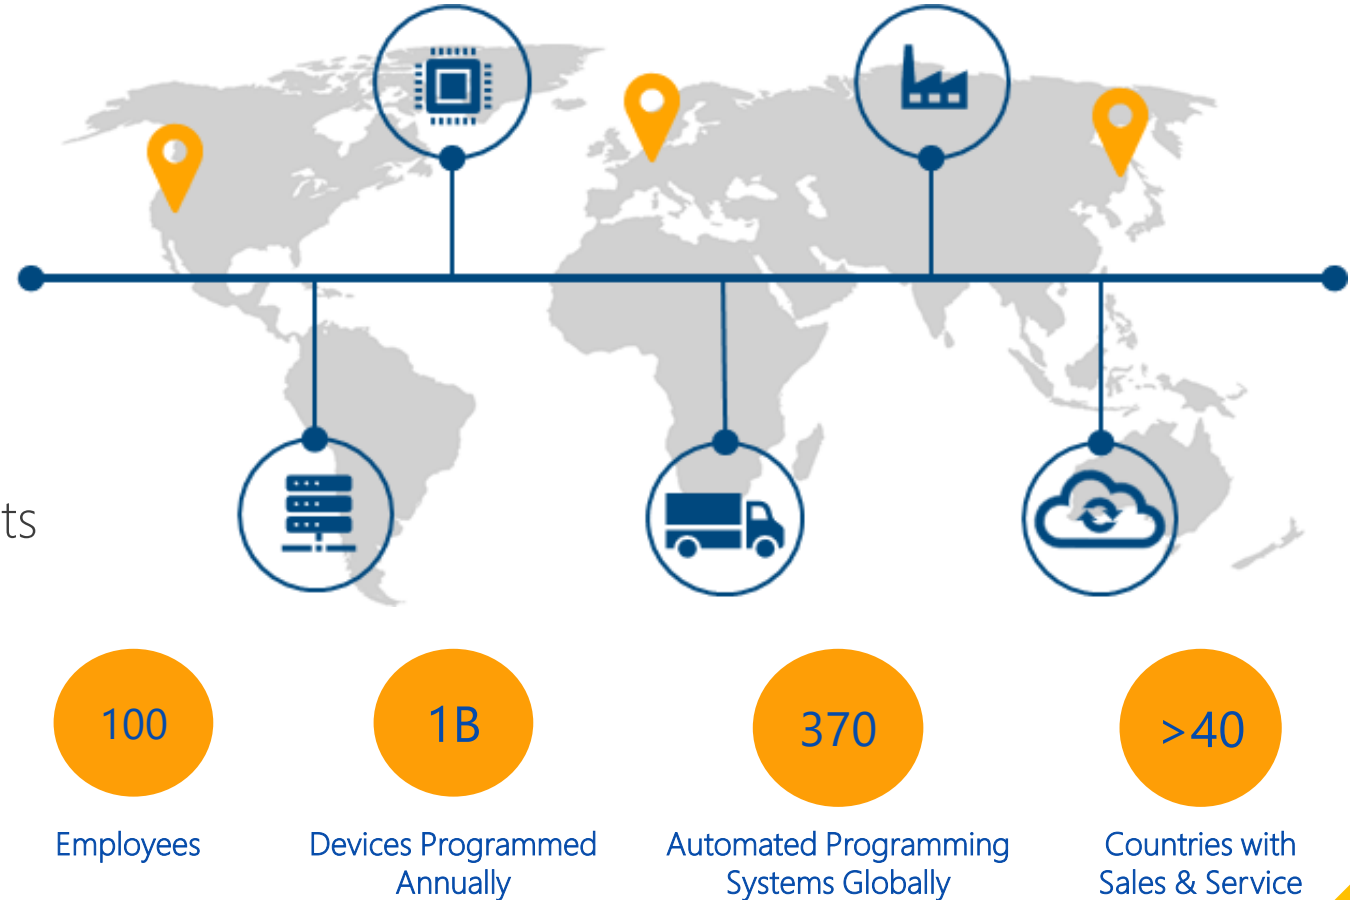 ts
100
1B
370
>40
Employees
Devices Programmed
Annually
Automated Programming
Systems Globally
Countries with
Sales & Service